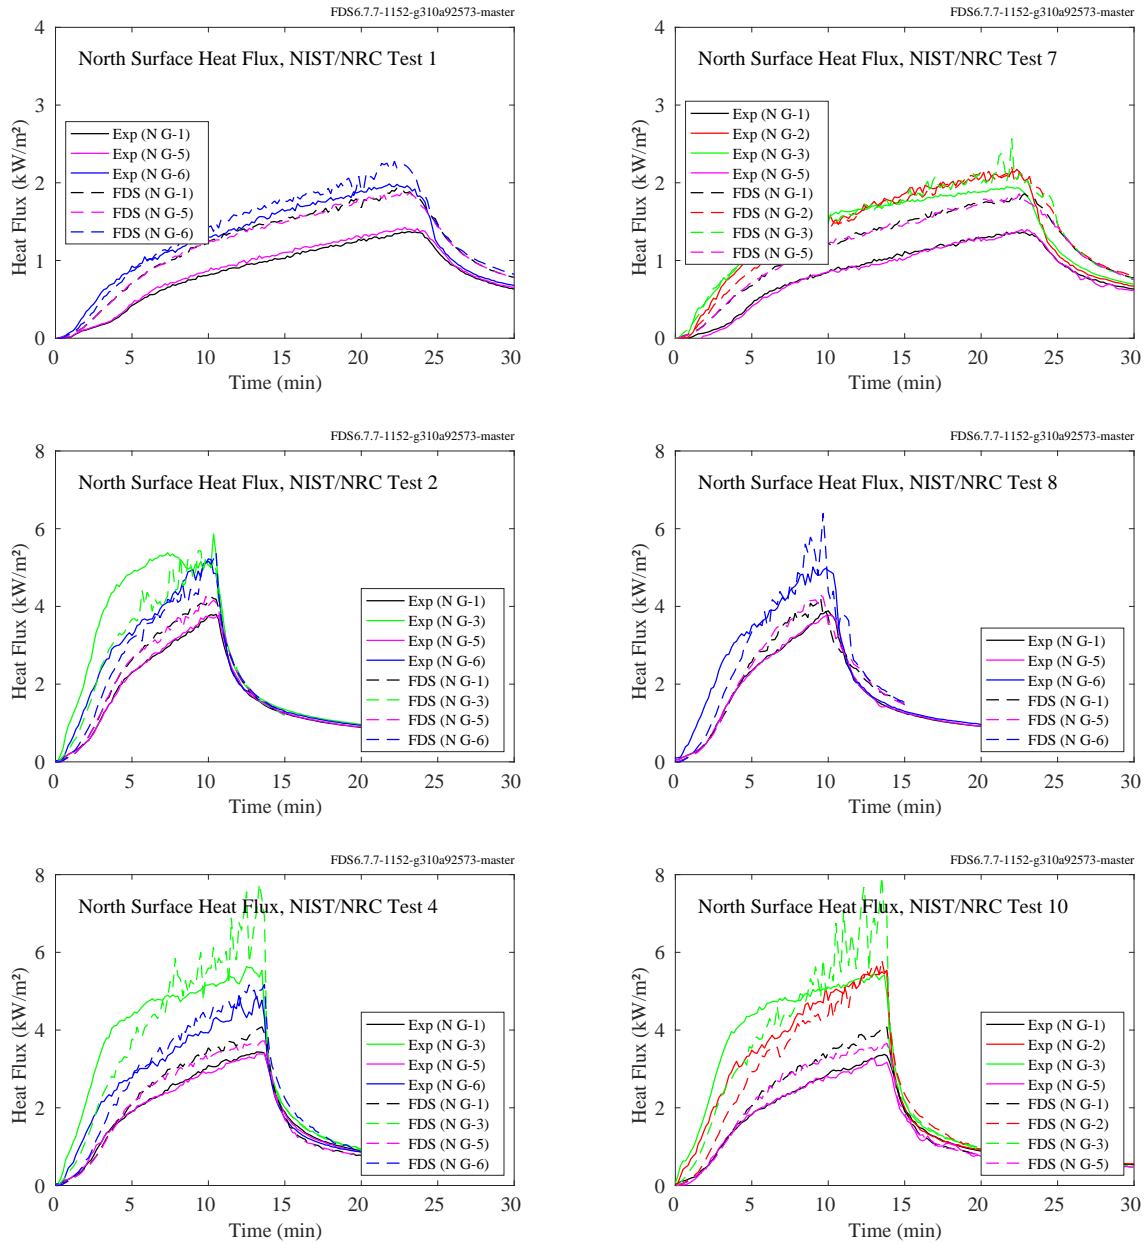 FDS6.7.7-1152-g310a92573-master
North Surface Heat Flux, NIST/NRC Test 1
Heat Flux (kW/m²)
4
3
2
1
0
Exp (N G-1)
Exp (N G-5)
Exp (N G-6)
FDS (N G-1)
FDS (N G-5)
FDS (N G-6)
0 5 10 15 20 25 30
Time (min)
FDS6.7.7-1152-g310a92573-master
North Surface Heat Flux, NIST/NRC Test 7
Heat Flux (kW/m²)
4
3
2
1
0
Exp (N G-1)
Exp (N G-2)
Exp (N G-3)
Exp (N G-5)
FDS (N G-1)
FDS (N G-2)
FDS (N G-3)
FDS (N G-5)
0 5 10 15 20 25 30
Time (min)
FDS6.7.7-1152-g310a92573-master
North Surface Heat Flux, NIST/NRC Test 2
Heat Flux (kW/m²)
8
6
4
2
0
Exp (N G-1)
Exp (N G-3)
Exp (N G-5)
Exp (N G-6)
FDS (N G-1)
FDS (N G-3)
FDS (N G-5)
FDS (N G-6)
0 5 10 15 20 25 30
Time (min)
FDS6.7.7-1152-g310a92573-master
North Surface Heat Flux, NIST/NRC Test 8
Heat Flux (kW/m²)
8
6
4
2
0
Exp (N G-1)
Exp (N G-5)
Exp (N G-6)
FDS (N G-1)
FDS (N G-5)
FDS (N G-6)
0 5 10 15 20 25 30
Time (min)
FDS6.7.7-1152-g310a92573-master
North Surface Heat Flux, NIST/NRC Test 4
Heat Flux (kW/m²)
8
6
4
2
0
Exp (N G-1)
Exp (N G-3)
Exp (N G-5)
Exp (N G-6)
FDS (N G-1)
FDS (N G-3)
FDS (N G-5)
FDS (N G-6)
0 5 10 15 20 25 30
Time (min)
FDS6.7.7-1152-g310a92573-master
North Surface Heat Flux, NIST/NRC Test 10
Heat Flux (kW/m²)
8
6
4
2
0
Exp (N G-1)
Exp (N G-2)
Exp (N G-3)
Exp (N G-5)
FDS (N G-1)
FDS (N G-2)
FDS (N G-3)
FDS (N G-5)
0 5 10 15 20 25 30
Time (min)